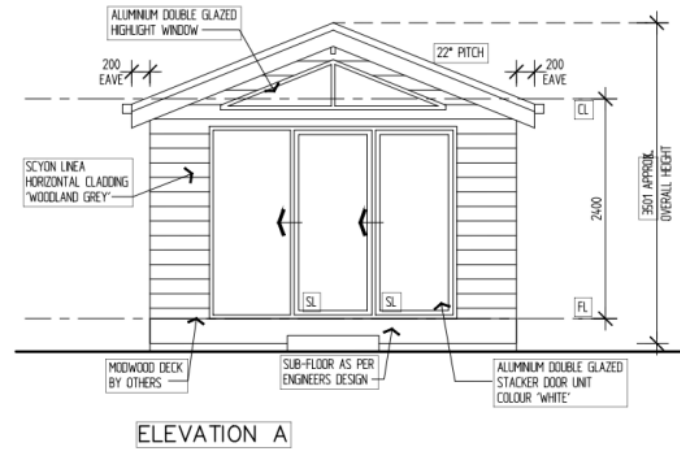 ALUMINIUM DOUBLE GLAZED
HIGHLIGHT WINDOW
22° PITCH
200
EAVE
200
EAVE
CL
SCYON LINEA
HORIZONTAL CLADDING
'WOODLAND GREY'
2400
3501 APPROX.
OVERALL HEIGHT
SL
SL
FL
MODWOOD DECK
BY OTHERS
SUB-FLOOR AS PER
ENGINEERS DESIGN
ALUMINIUM DOUBLE GLAZED
STACKER DOOR UNIT
COLOUR 'WHITE'
ELEVATION A